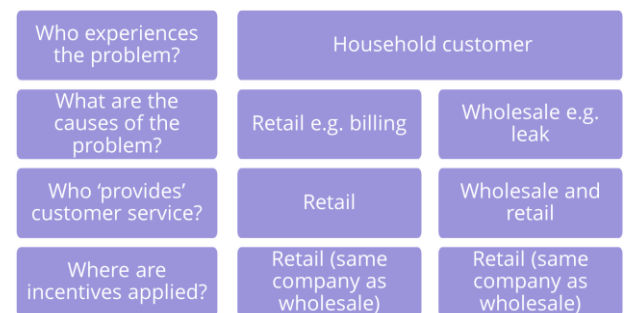 Who experiences
the problem?
Household customer
What are the
causes of the
problem?
Retail e.g. billing
Wholesale e.g.
leak
Who ‘provides’
customer service?
Retail
Wholesale and
retail
Where are
incentives applied?
Retail (same
company as
wholesale)
Retail (same
company as
wholesale)